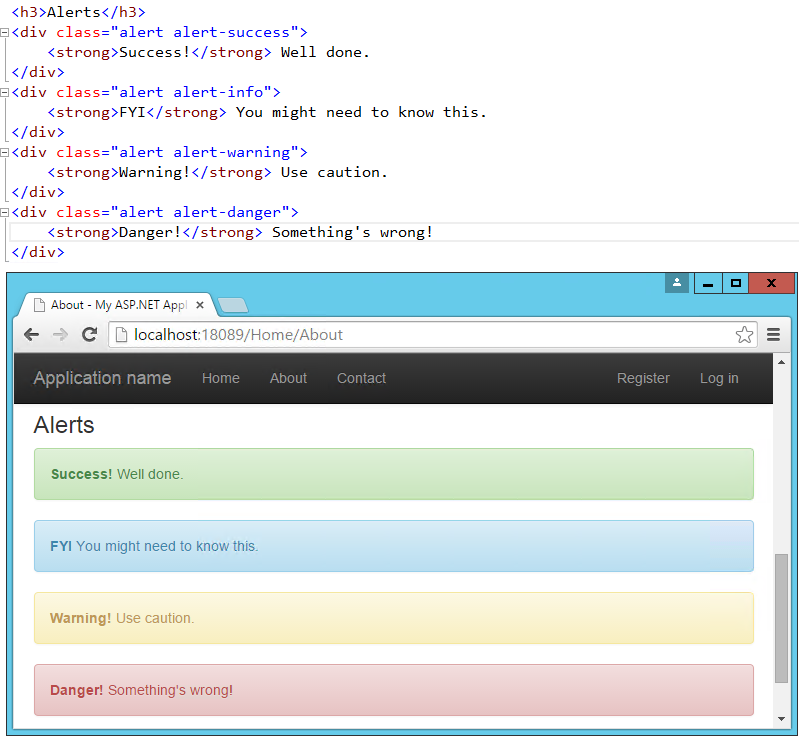 <h3>Alerts</h3>
<div class="alert alert-success">
    <strong>Success!</strong> Well done.
</div>
<div class="alert alert-info">
    <strong>FYI</strong> You might need to know this.
</div>
<div class="alert alert-warning">
    <strong>Warning!</strong> Use caution.
</div>
<div class="alert alert-danger">
    <strong>Danger!</strong> Something's wrong!
</div>
About - My ASP.NET Appl
localhost:18089/Home/About
Application name Home About Contact Register Log in
Alerts
Success! Well done.
FYI You might need to know this.
Warning! Use caution.
Danger! Something's wrong!